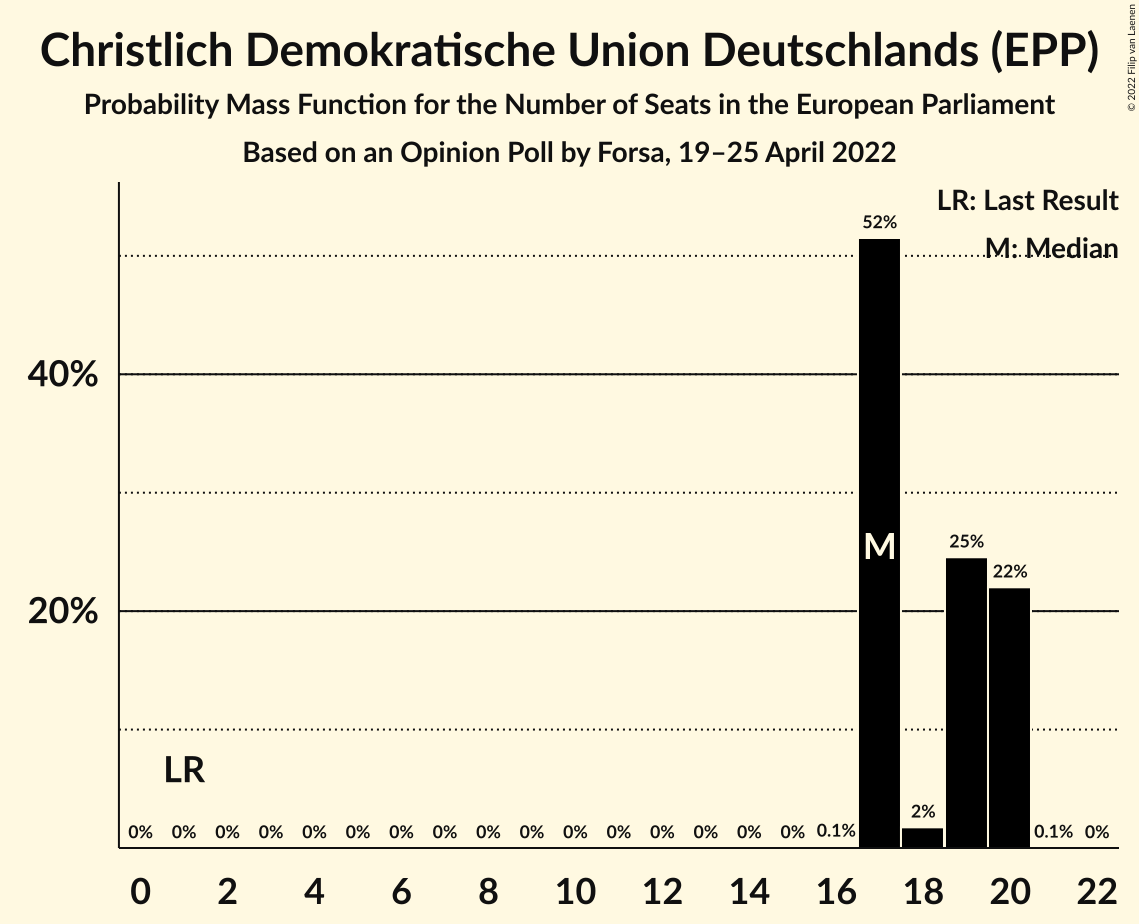 Christlich Demokratische Union Deutschlands (EPP)
Probability Mass Function for the Number of Seats in the European Parliament
Based on an Opinion Poll by Forsa, 19–25 April 2022
© 2022 Filip van Laenen
LR: Last Result
M: Median
52%
40%
M
25%
22%
20%
LR
2%
0% 0% 0% 0% 0% 0% 0% 0% 0% 0% 0% 0% 0% 0% 0% 0% 0.1% 0.1% 0%
0 2 4 6 8 10 12 14 16 18 20 22